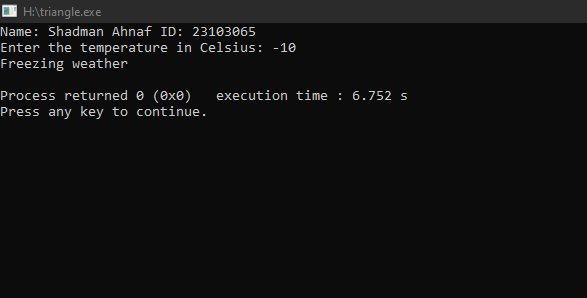 H:\triangle.exe
Name: Shadman Ahnaf ID: 23103065
Enter the temperature in Celsius: -10
Freezing weather
Process returned 0 (0x0)   execution time : 6.752 s
Press any key to continue.